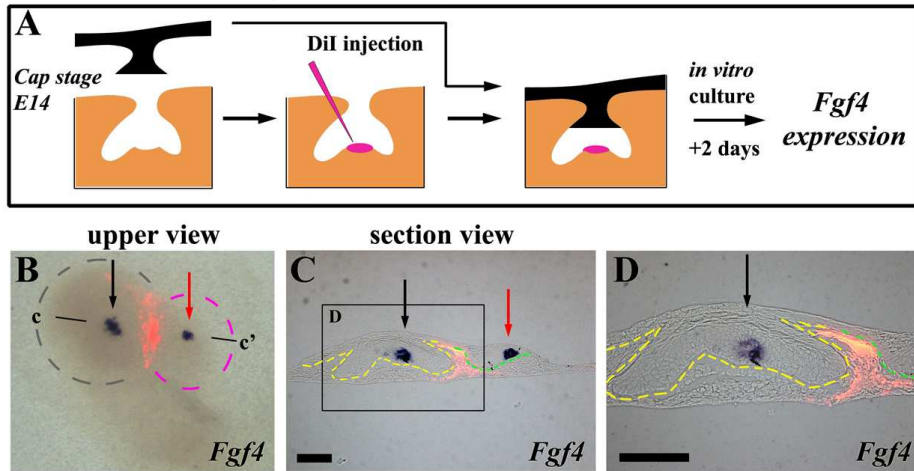 A
Cap stage
E14
DiI injection
in vitro
culture
+2 days
Fgf4
expression
upper view
section view
B
c
c'
Fgf4
C
D
Fgf4
D
Fgf4